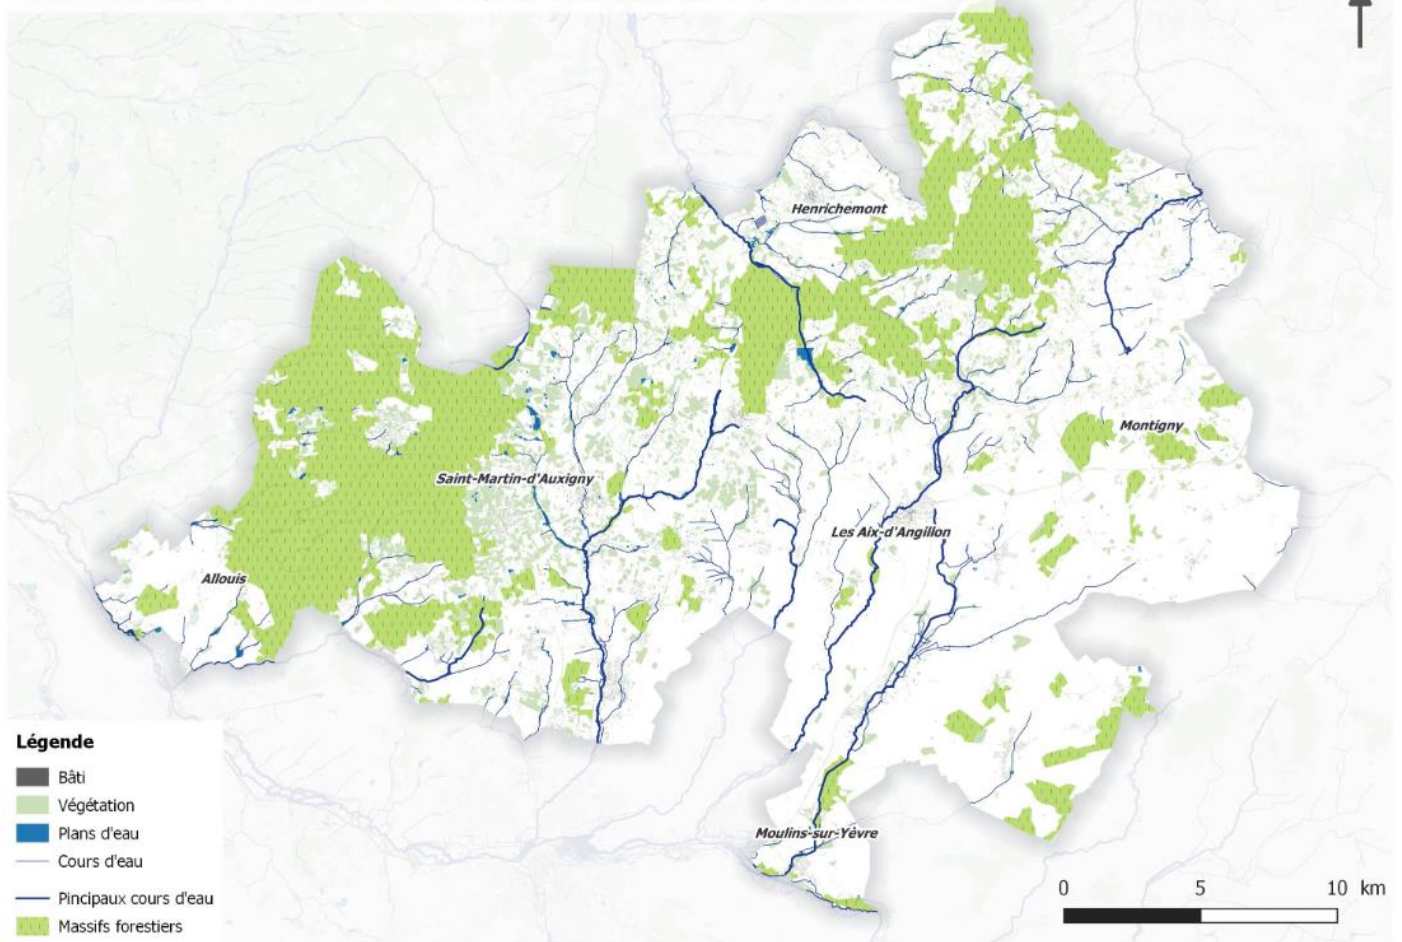 Henrichemont
Montigny
Saint-Martin-d'Auxigny
Les Aix-d'Angillon
Allouis
Moulins-sur-Yèvre
Légende
Bâti
Végétation
Plans d'eau
Cours d'eau
Pincipaux cours d'eau
Massifs forestiers
0 5 10 km